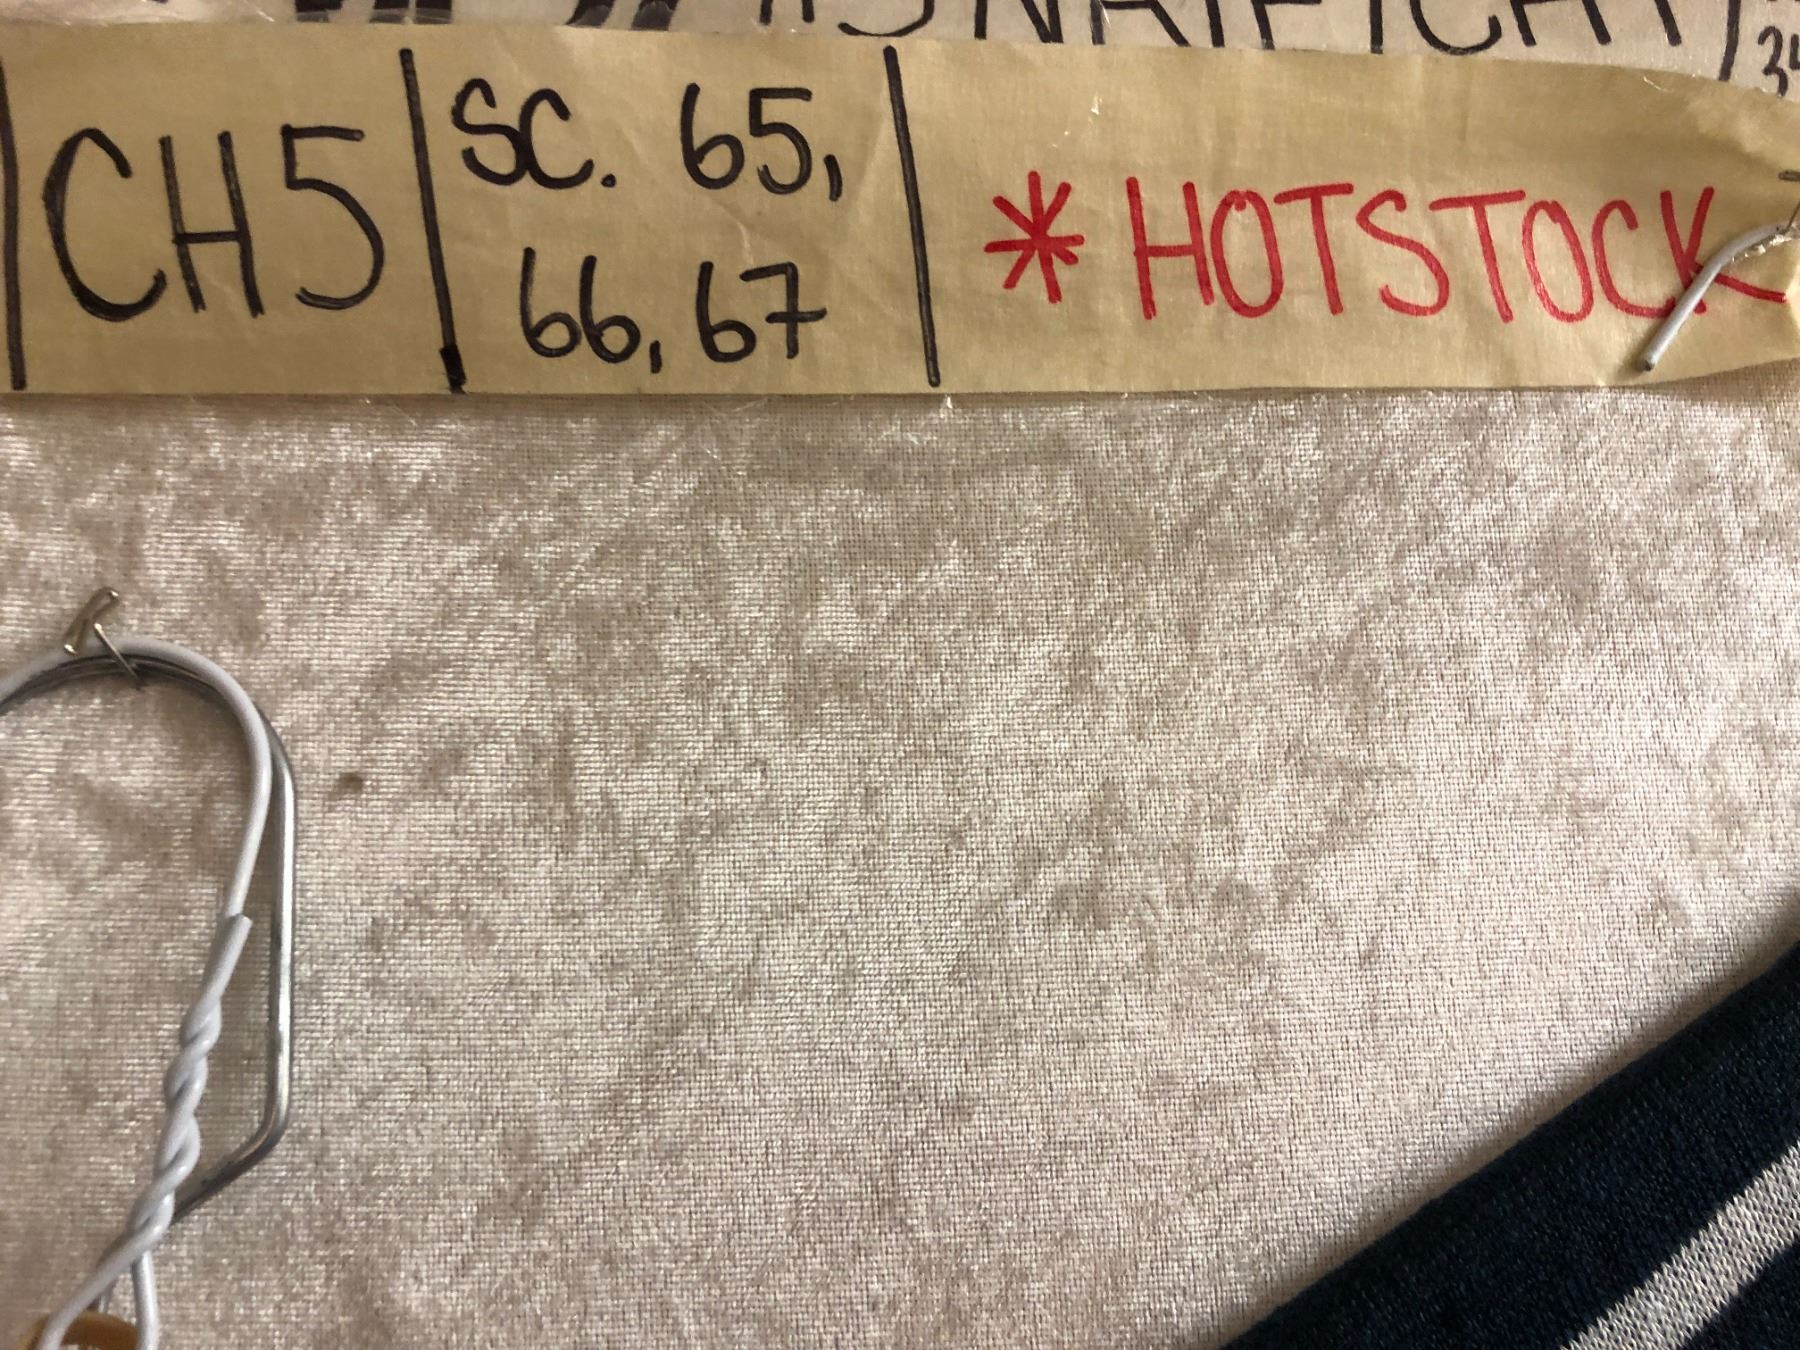 CH5
SC. 65,
66, 67
* HOTSTOCK